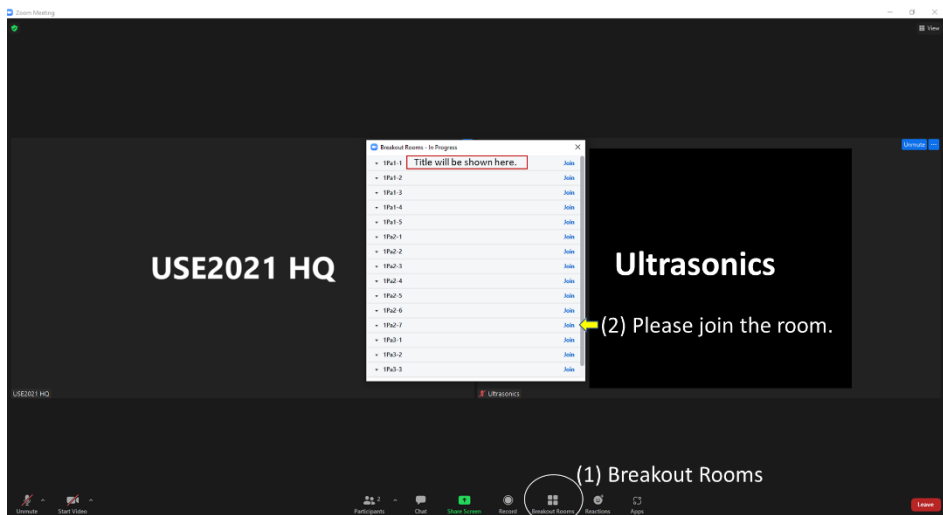 Zoom Meeting
View
Unmute
Breakout Rooms - In Progress
1Pa1-1 Title will be shown here. Join
1Pa1-2 Join
1Pa1-3 Join
1Pa1-4 Join
1Pa1-5 Join
1Pa2-1 Join
1Pa2-2 Join
1Pa2-3 Join
1Pa2-4 Join
1Pa2-5 Join
1Pa2-6 Join
1Pa2-7 Join
1Pa3-1 Join
1Pa3-2 Join
1Pa3-3 Join
USE2021 HQ
Ultrasonics
(2) Please join the room.
USE2021 HQ
Ultrasonics
(1) Breakout Rooms
Unmute
Start Video
2
Participants
Chat
Share Screen
Record
Breakout Rooms
Reactions
Apps
Leave